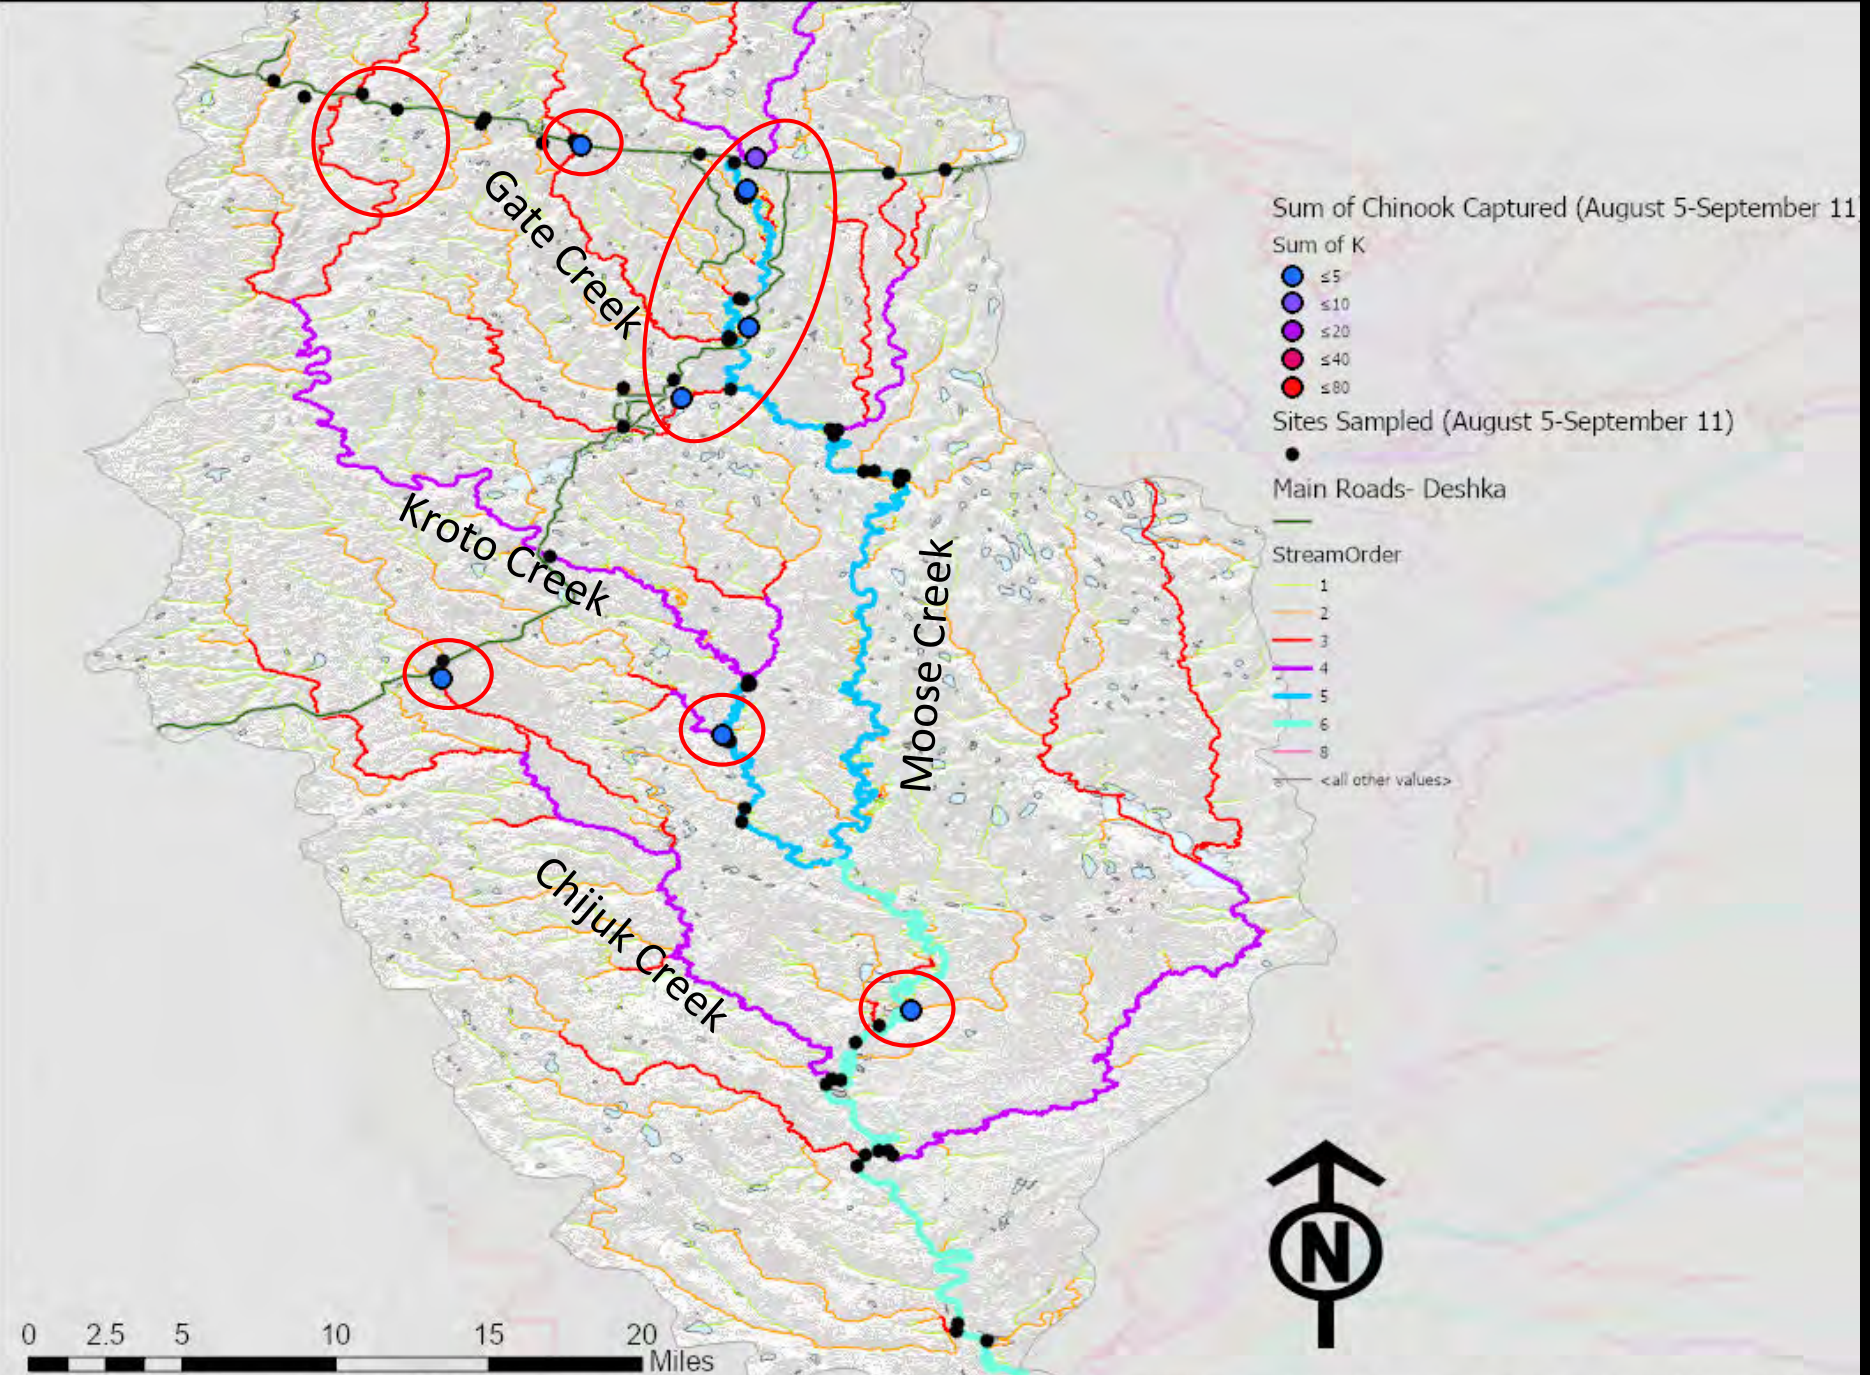 Gate Creek
Kroto Creek
Moose Creek
Chijuk Creek
Sum of Chinook Captured (August 5-September 11
Sum of K
≤5
≤10
≤20
≤40
≤80
Sites Sampled (August 5-September 11)
Main Roads- Deshka
StreamOrder
1
2
3
4
5
6
8
<all other values>
N
0 2.5 5 10 15 20
Miles